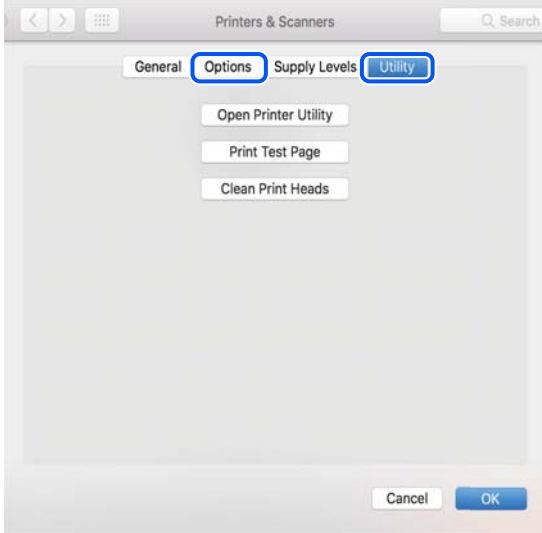 Printers & Scanners
Search
General Options Supply Levels Utility
Open Printer Utility
Print Test Page
Clean Print Heads
Cancel OK